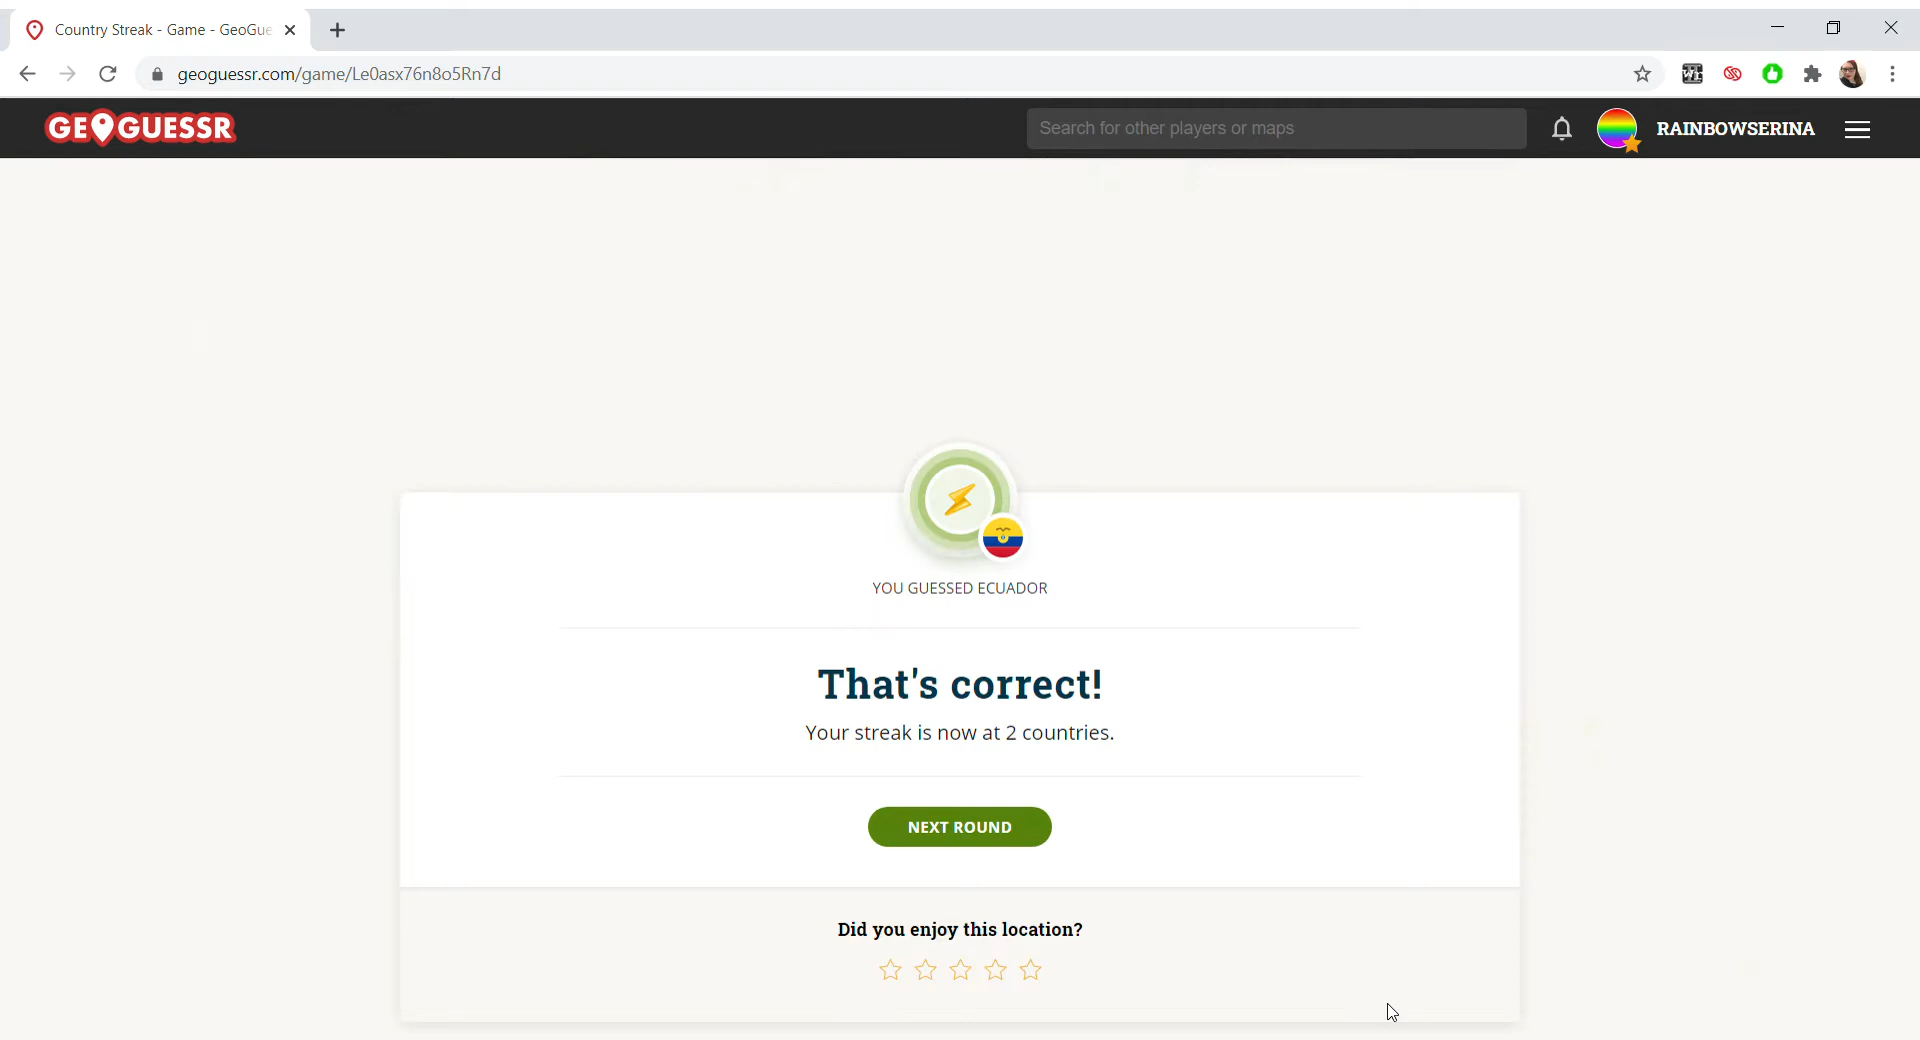 Country Streak - Game - GeoGue
geoguessr.com/game/Le0asx76n8o5Rn7d
GEOGUESSR
Search for other players or maps
RAINBOWSERINA
YOU GUESSED ECUADOR
That's correct!
Your streak is now at 2 countries.
NEXT ROUND
Did you enjoy this location?